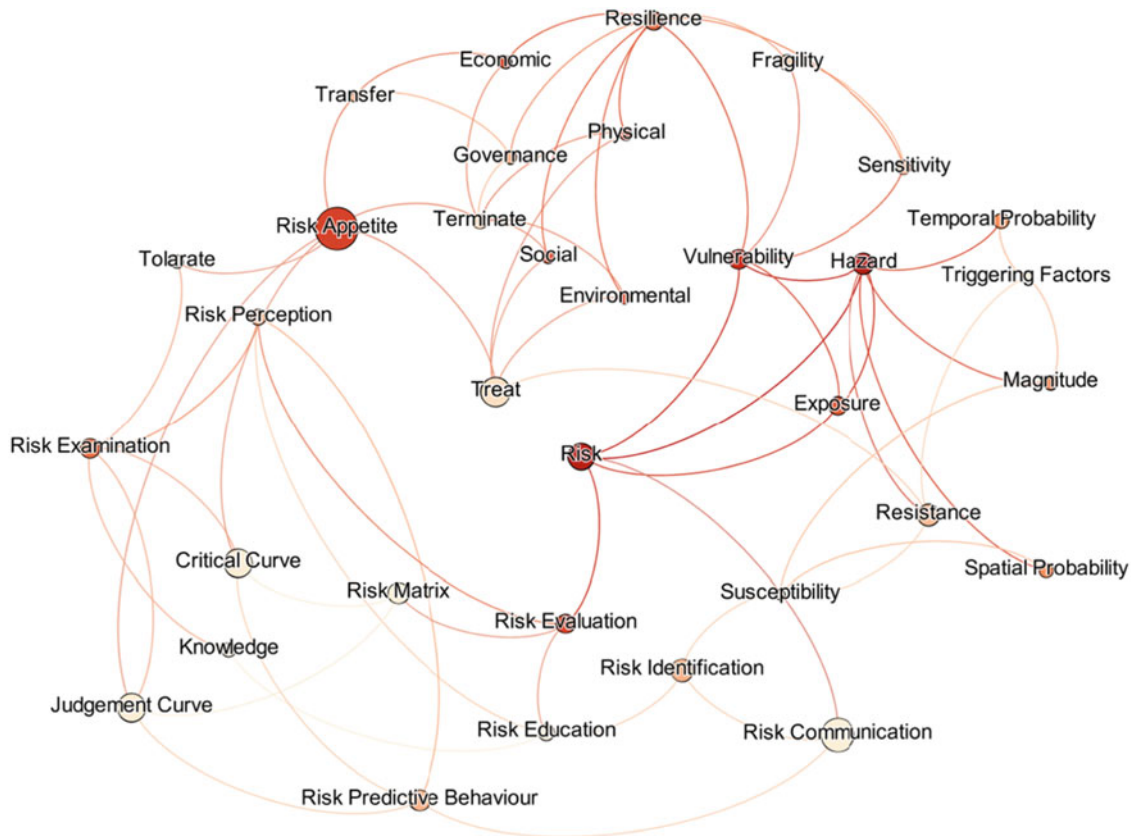 Resilience
Economic
Fragility
Transfer
Physical
Governance
Sensitivity
Risk Appetite
Terminate
Temporal Probability
Tolarate
Social
Vulnerability
Hazard
Triggering Factors
Environmental
Risk Perception
Treat
Magnitude
Exposure
Risk Examination
Risk
Resistance
Critical Curve
Spatial Probability
Risk Matrix
Susceptibility
Risk Evaluation
Knowledge
Risk Identification
Judgement Curve
Risk Education
Risk Communication
Risk Predictive Behaviour